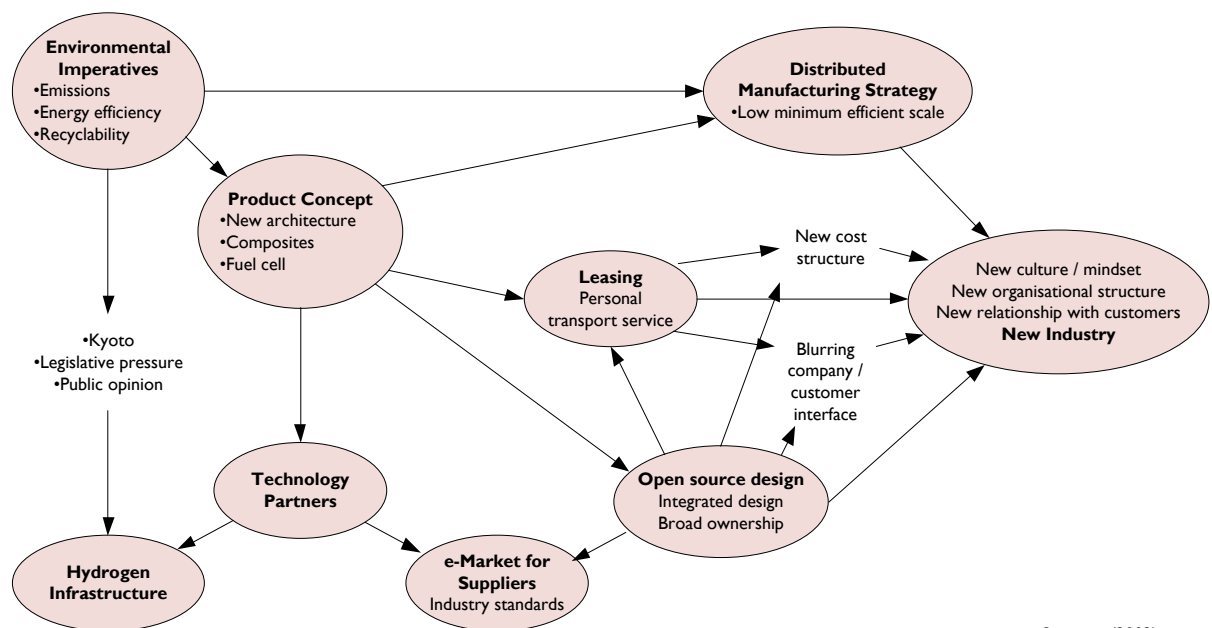 Environmental
Imperatives
•Emissions
•Energy efficiency
•Recyclability
Distributed
Manufacturing Strategy
•Low minimum efficient scale
Product Concept
•New architecture
•Composites
•Fuel cell
Leasing
Personal
transport service
New cost
structure
New culture / mindset
New organisational structure
New relationship with customers
New Industry
•Kyoto
•Legislative pressure
•Public opinion
Blurring
company /
customer
interface
Technology
Partners
Open source design
Integrated design
Broad ownership
Hydrogen
Infrastructure
e-Market for
Suppliers
Industry standards